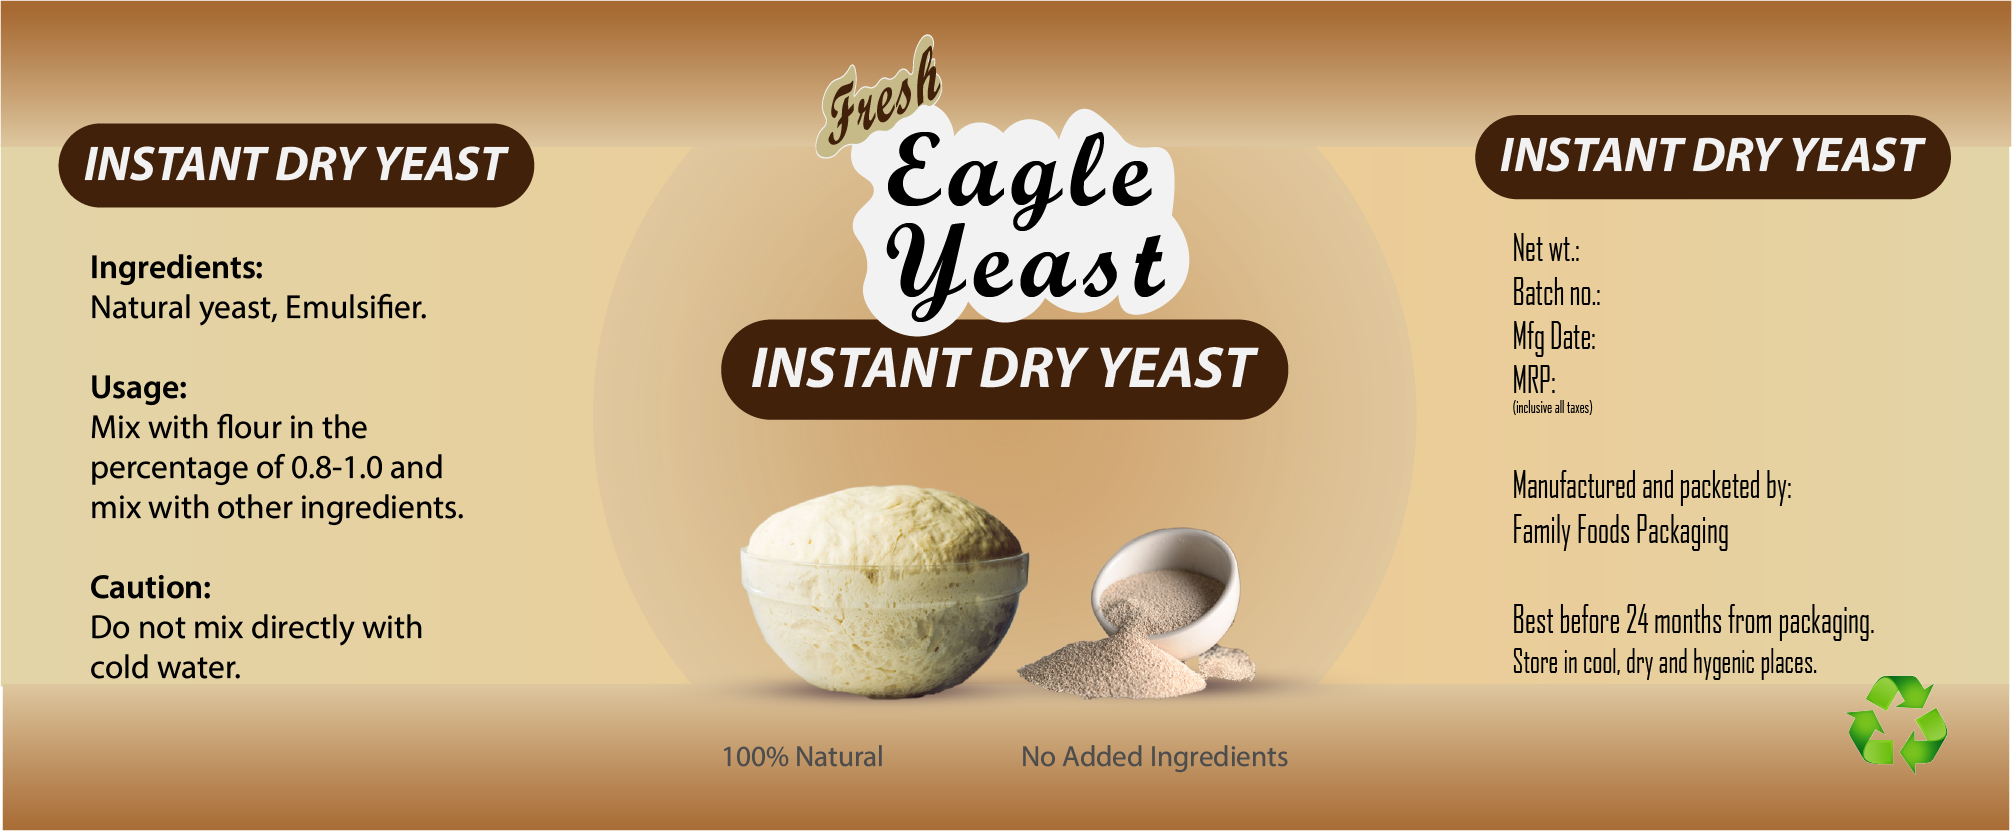 INSTANT DRY YEAST
Ingredients:
Natural yeast, Emulsifier.
Usage:
Mix with flour in the
percentage of 0.8-1.0 and
mix with other ingredients.
Caution:
Do not mix directly with
cold water.
Fresh
Eagle
Yeast
INSTANT DRY YEAST
100% Natural
No Added Ingredients
INSTANT DRY YEAST
Net wt.:
Batch no.:
Mfg Date:
MRP:
(inclusive all taxes)
Manufactured and packeted by:
Family Foods Packaging
Best before 24 months from packaging.
Store in cool, dry and hygenic places.